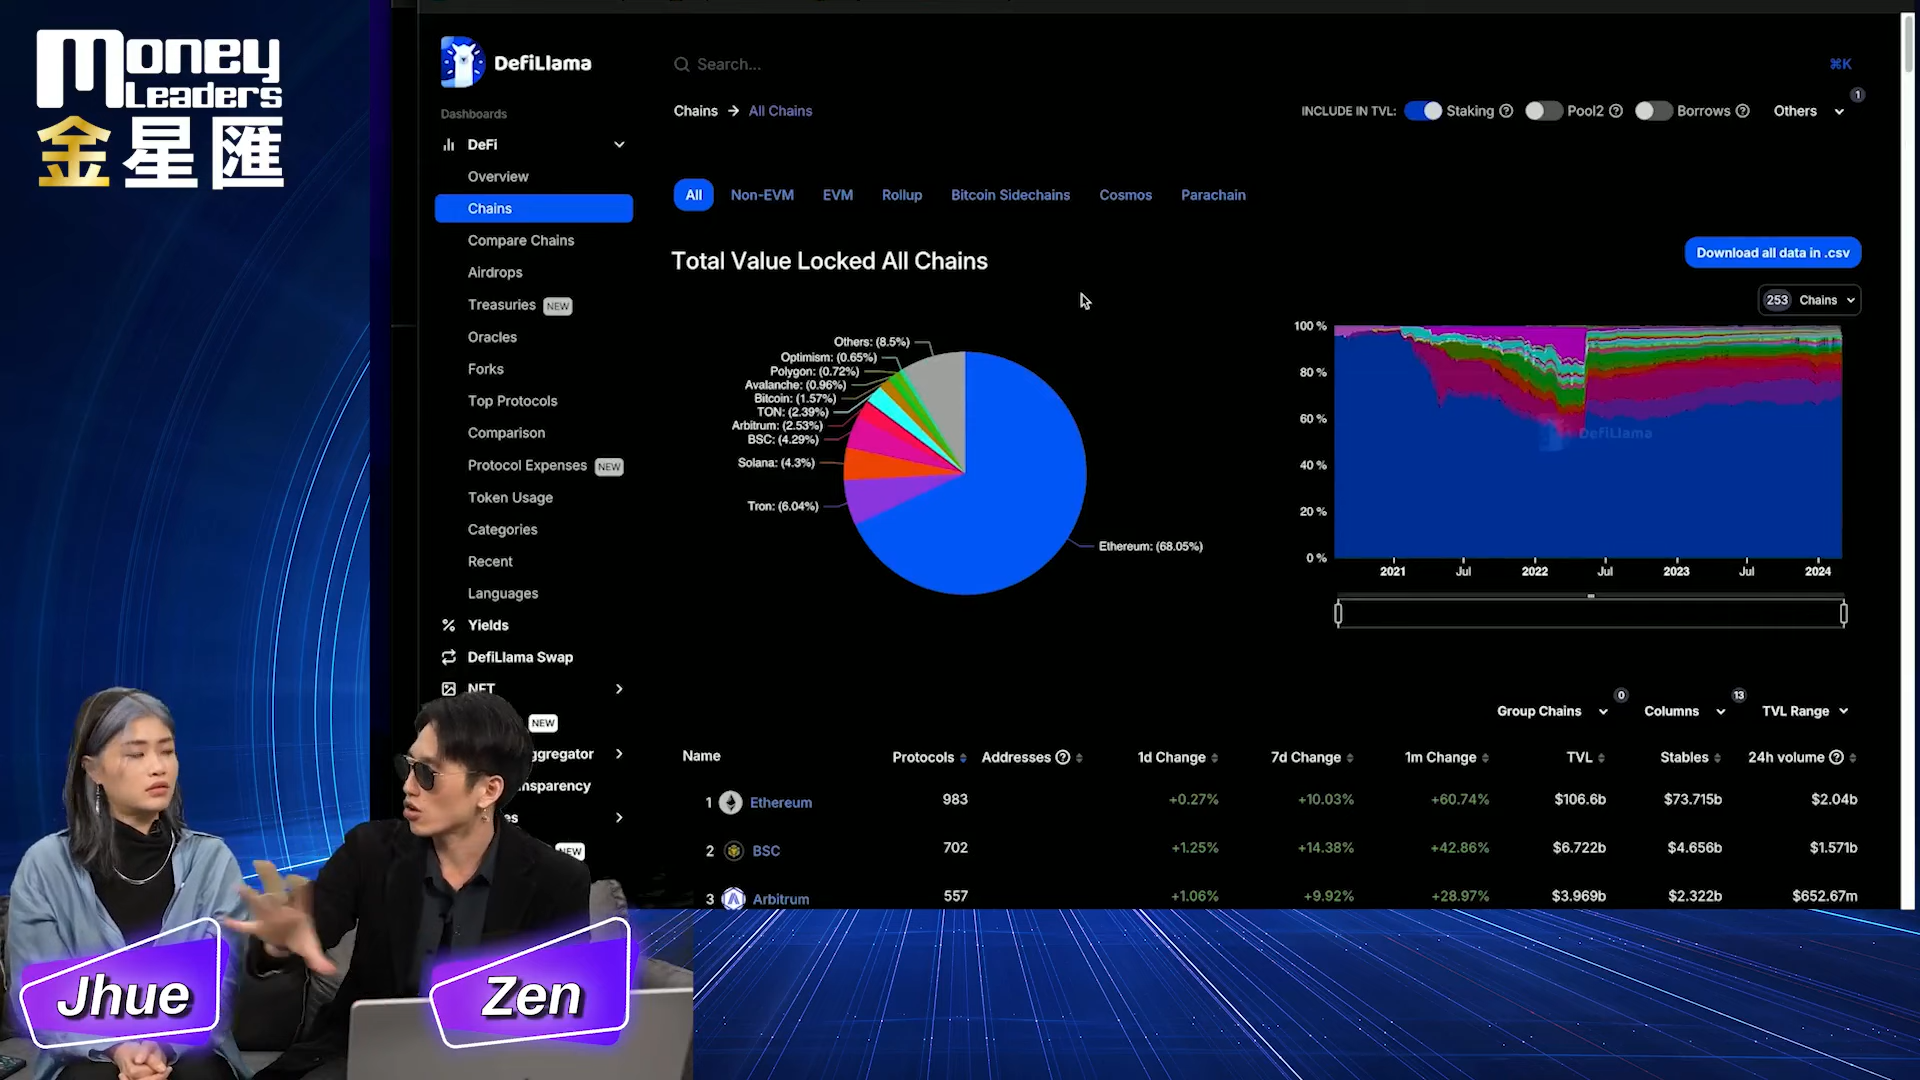 Money
Leaders
金星匯
DefiLlama
Search...
⌘K
Dashboards
DeFi
Overview
Chains
Compare Chains
Airdrops
Treasuries NEW
Oracles
Forks
Top Protocols
Comparison
Protocol Expenses NEW
Token Usage
Categories
Recent
Languages
Yields
DefiLlama Swap
NFT
NEW
ggregator
nsparency
es
Chains → All Chains
INCLUDE IN TVL: Staking Pool2 Borrows Others 1
All Non-EVM EVM Rollup Bitcoin Sidechains Cosmos Parachain
Total Value Locked All Chains
Download all data in .csv
253 Chains
Others: (8.5%)
Optimism: (0.65%)
Polygon: (0.72%)
Avalanche: (0.96%)
Bitcoin: (1.57%)
TON: (2.39%)
Arbitrum: (2.53%)
BSC: (4.29%)
Solana: (4.3%)
Tron: (6.04%)
Ethereum: (68.05%)
100 %
80 %
60 %
40 %
20 %
0 %
DefiLlama
2021 Jul 2022 Jul 2023 Jul 2024
Group Chains 0 Columns 13 TVL Range
Name Protocols Addresses 1d Change 7d Change 1m Change TVL Stables 24h volume
1 Ethereum 983 +0.27% +10.03% +60.74% $106.6b $73.715b $2.04b
2 BSC 702 +1.25% +14.38% +42.86% $6.722b $4.656b $1.571b
3 Arbitrum 557 +1.06% +9.92% +28.97% $3.969b $2.322b $652.67m
Jhue
Zen